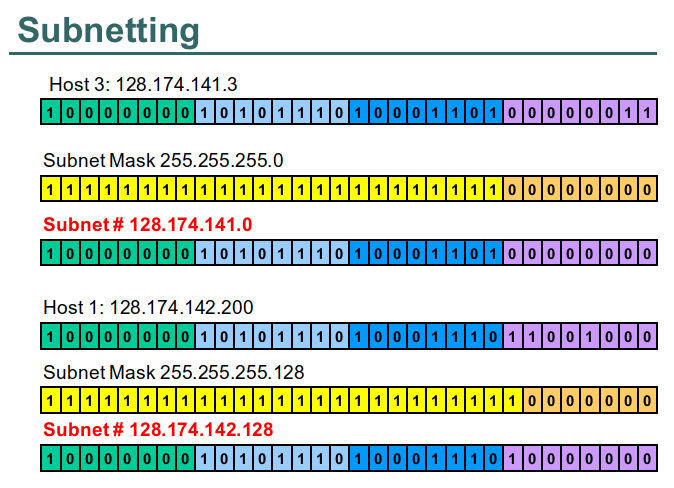 Subnetting
Host 3: 128.174.141.3
1 0 0 0 0 0 0 0 1 0 1 0 1 1 1 0 1 0 0 0 1 1 0 1 0 0 0 0 0 0 1 1
Subnet Mask 255.255.255.0
1 1 1 1 1 1 1 1 1 1 1 1 1 1 1 1 1 1 1 1 1 1 1 1 0 0 0 0 0 0 0 0
Subnet # 128.174.141.0
1 0 0 0 0 0 0 0 1 0 1 0 1 1 1 0 1 0 0 0 1 1 0 1 0 0 0 0 0 0 0 0
Host 1: 128.174.142.200
1 0 0 0 0 0 0 0 1 0 1 0 1 1 1 0 1 0 0 0 1 1 1 0 1 1 0 0 1 0 0 0
Subnet Mask 255.255.255.128
1 1 1 1 1 1 1 1 1 1 1 1 1 1 1 1 1 1 1 1 1 1 1 1 1 0 0 0 0 0 0 0
Subnet # 128.174.142.128
1 0 0 0 0 0 0 0 1 0 1 0 1 1 1 0 1 0 0 0 1 1 1 0 1 0 0 0 0 0 0 0